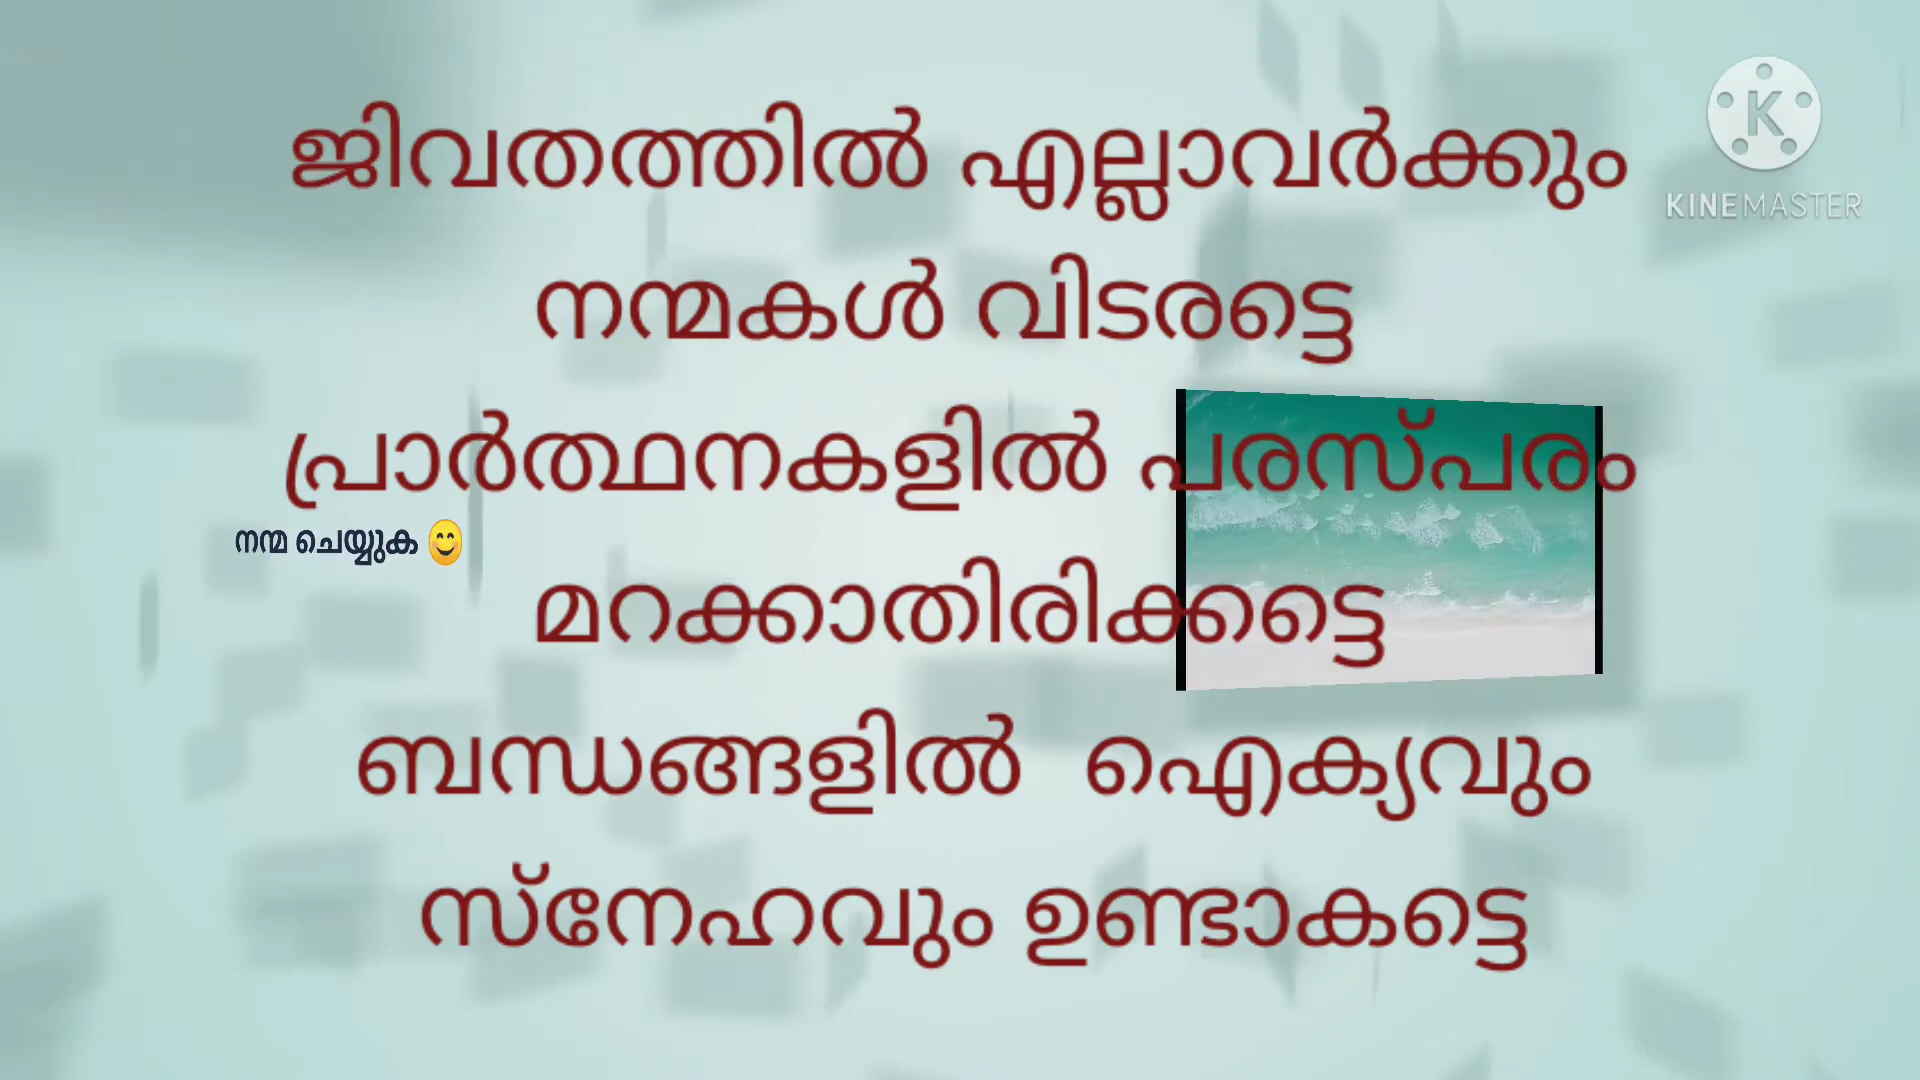 ജിവതത്തിൽ എല്ലാവർക്കും
നന്മകൾ വിടരട്ടെ
പ്രാർത്ഥനകളിൽ പരസ്പരം
നന്മ ചെയ്യുക 😊
മറക്കാതിരിക്കട്ടെ
ബന്ധങ്ങളിൽ ഐക്യവും
സ്നേഹവും ഉണ്ടാകട്ടെ
K
KINEMASTER